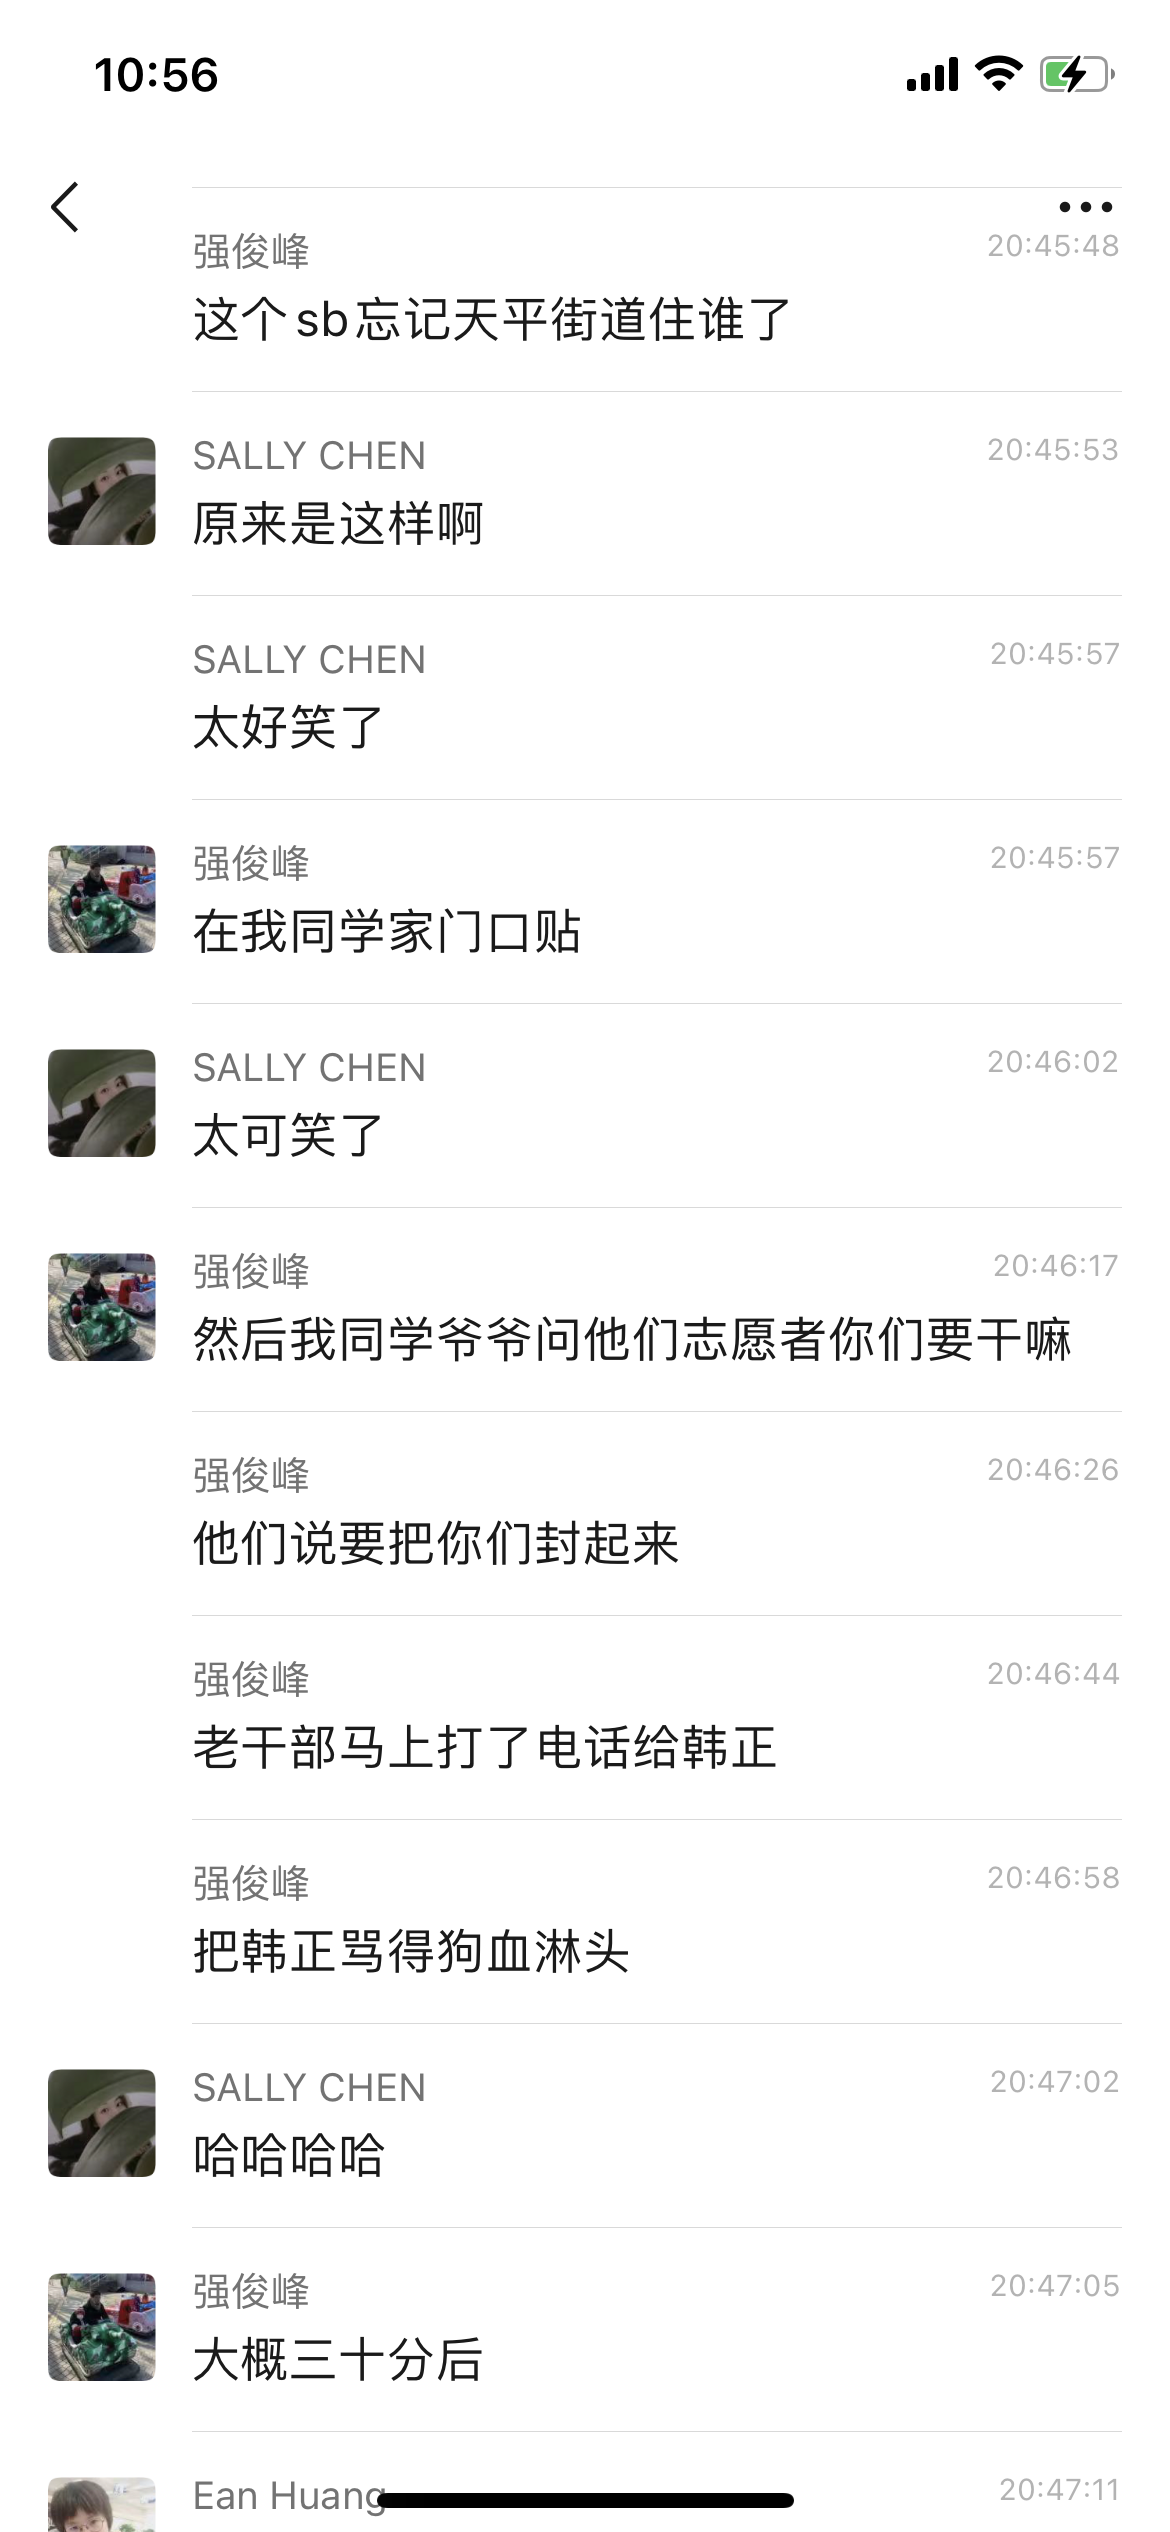 10:56
强俊峰
20:45:48
这个sb忘记天平街道住谁了
SALLY CHEN
20:45:53
原来是这样啊
SALLY CHEN
20:45:57
太好笑了
强俊峰
20:45:57
在我同学家门口贴
SALLY CHEN
20:46:02
太可笑了
强俊峰
20:46:17
然后我同学爷爷问他们志愿者你们要干嘛
强俊峰
20:46:26
他们说要把你们封起来
强俊峰
20:46:44
老干部马上打了电话给韩正
强俊峰
20:46:58
把韩正骂得狗血淋头
SALLY CHEN
20:47:02
哈哈哈哈
强俊峰
20:47:05
大概三十分后
Ean Huang
20:47:11